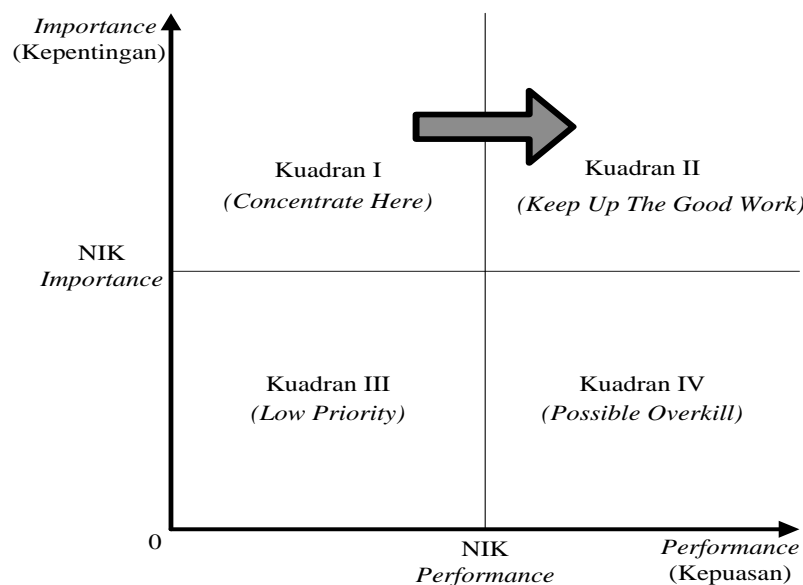 Importance
(Kepentingan)
Kuadran I
(Concentrate Here)
Kuadran II
(Keep Up The Good Work)
NIK
Importance
Kuadran III
(Low Priority)
Kuadran IV
(Possible Overkill)
0
NIK
Performance
Performance
(Kepuasan)